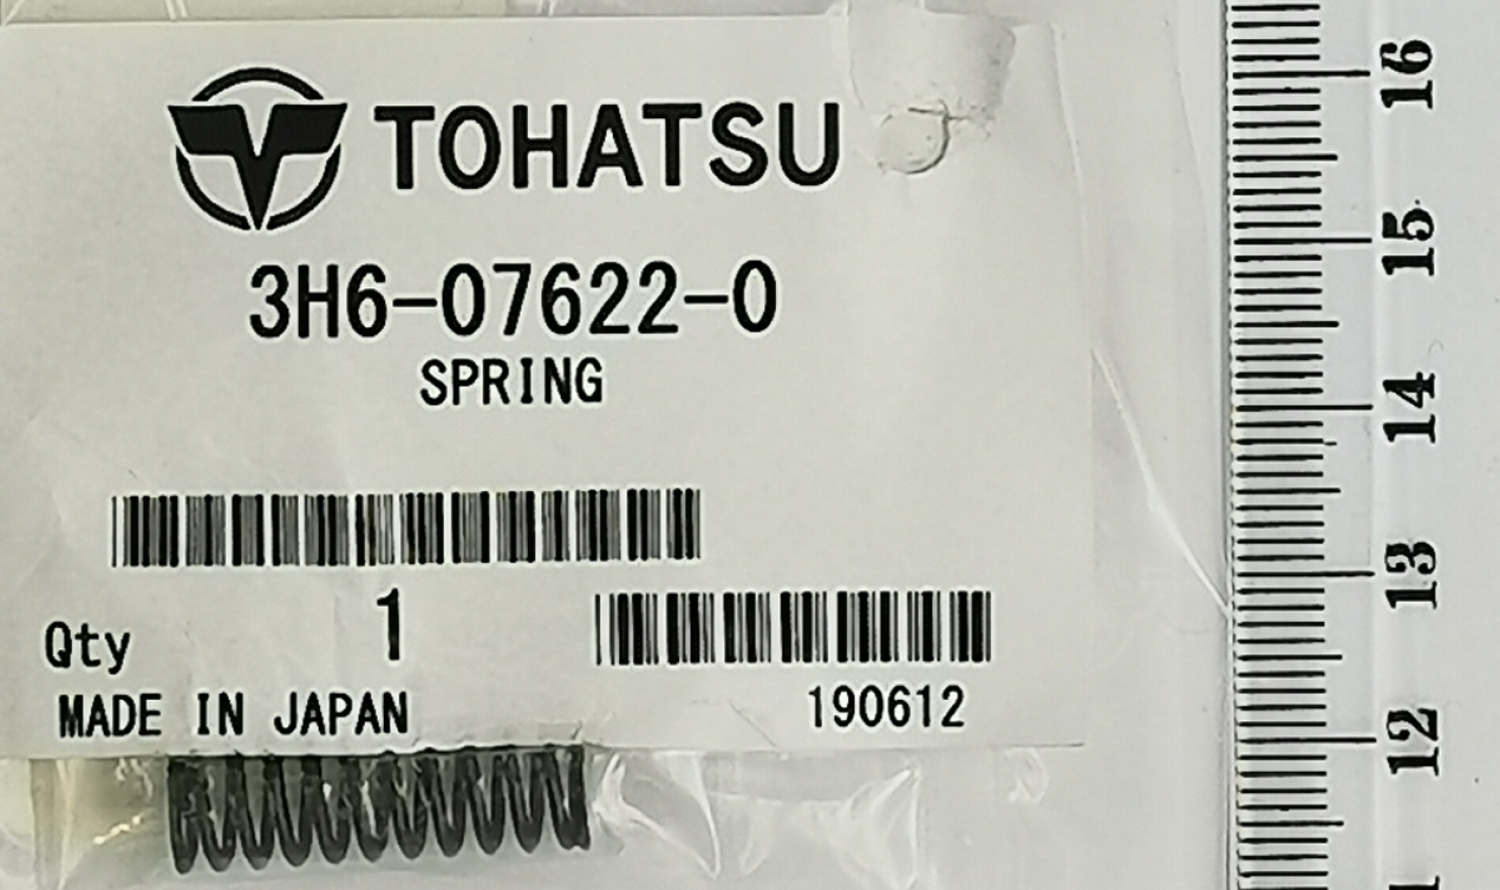 TOHATSU
3H6-07622-0
SPRING
Qty 1
MADE IN JAPAN
190612
16
15
14
13
12